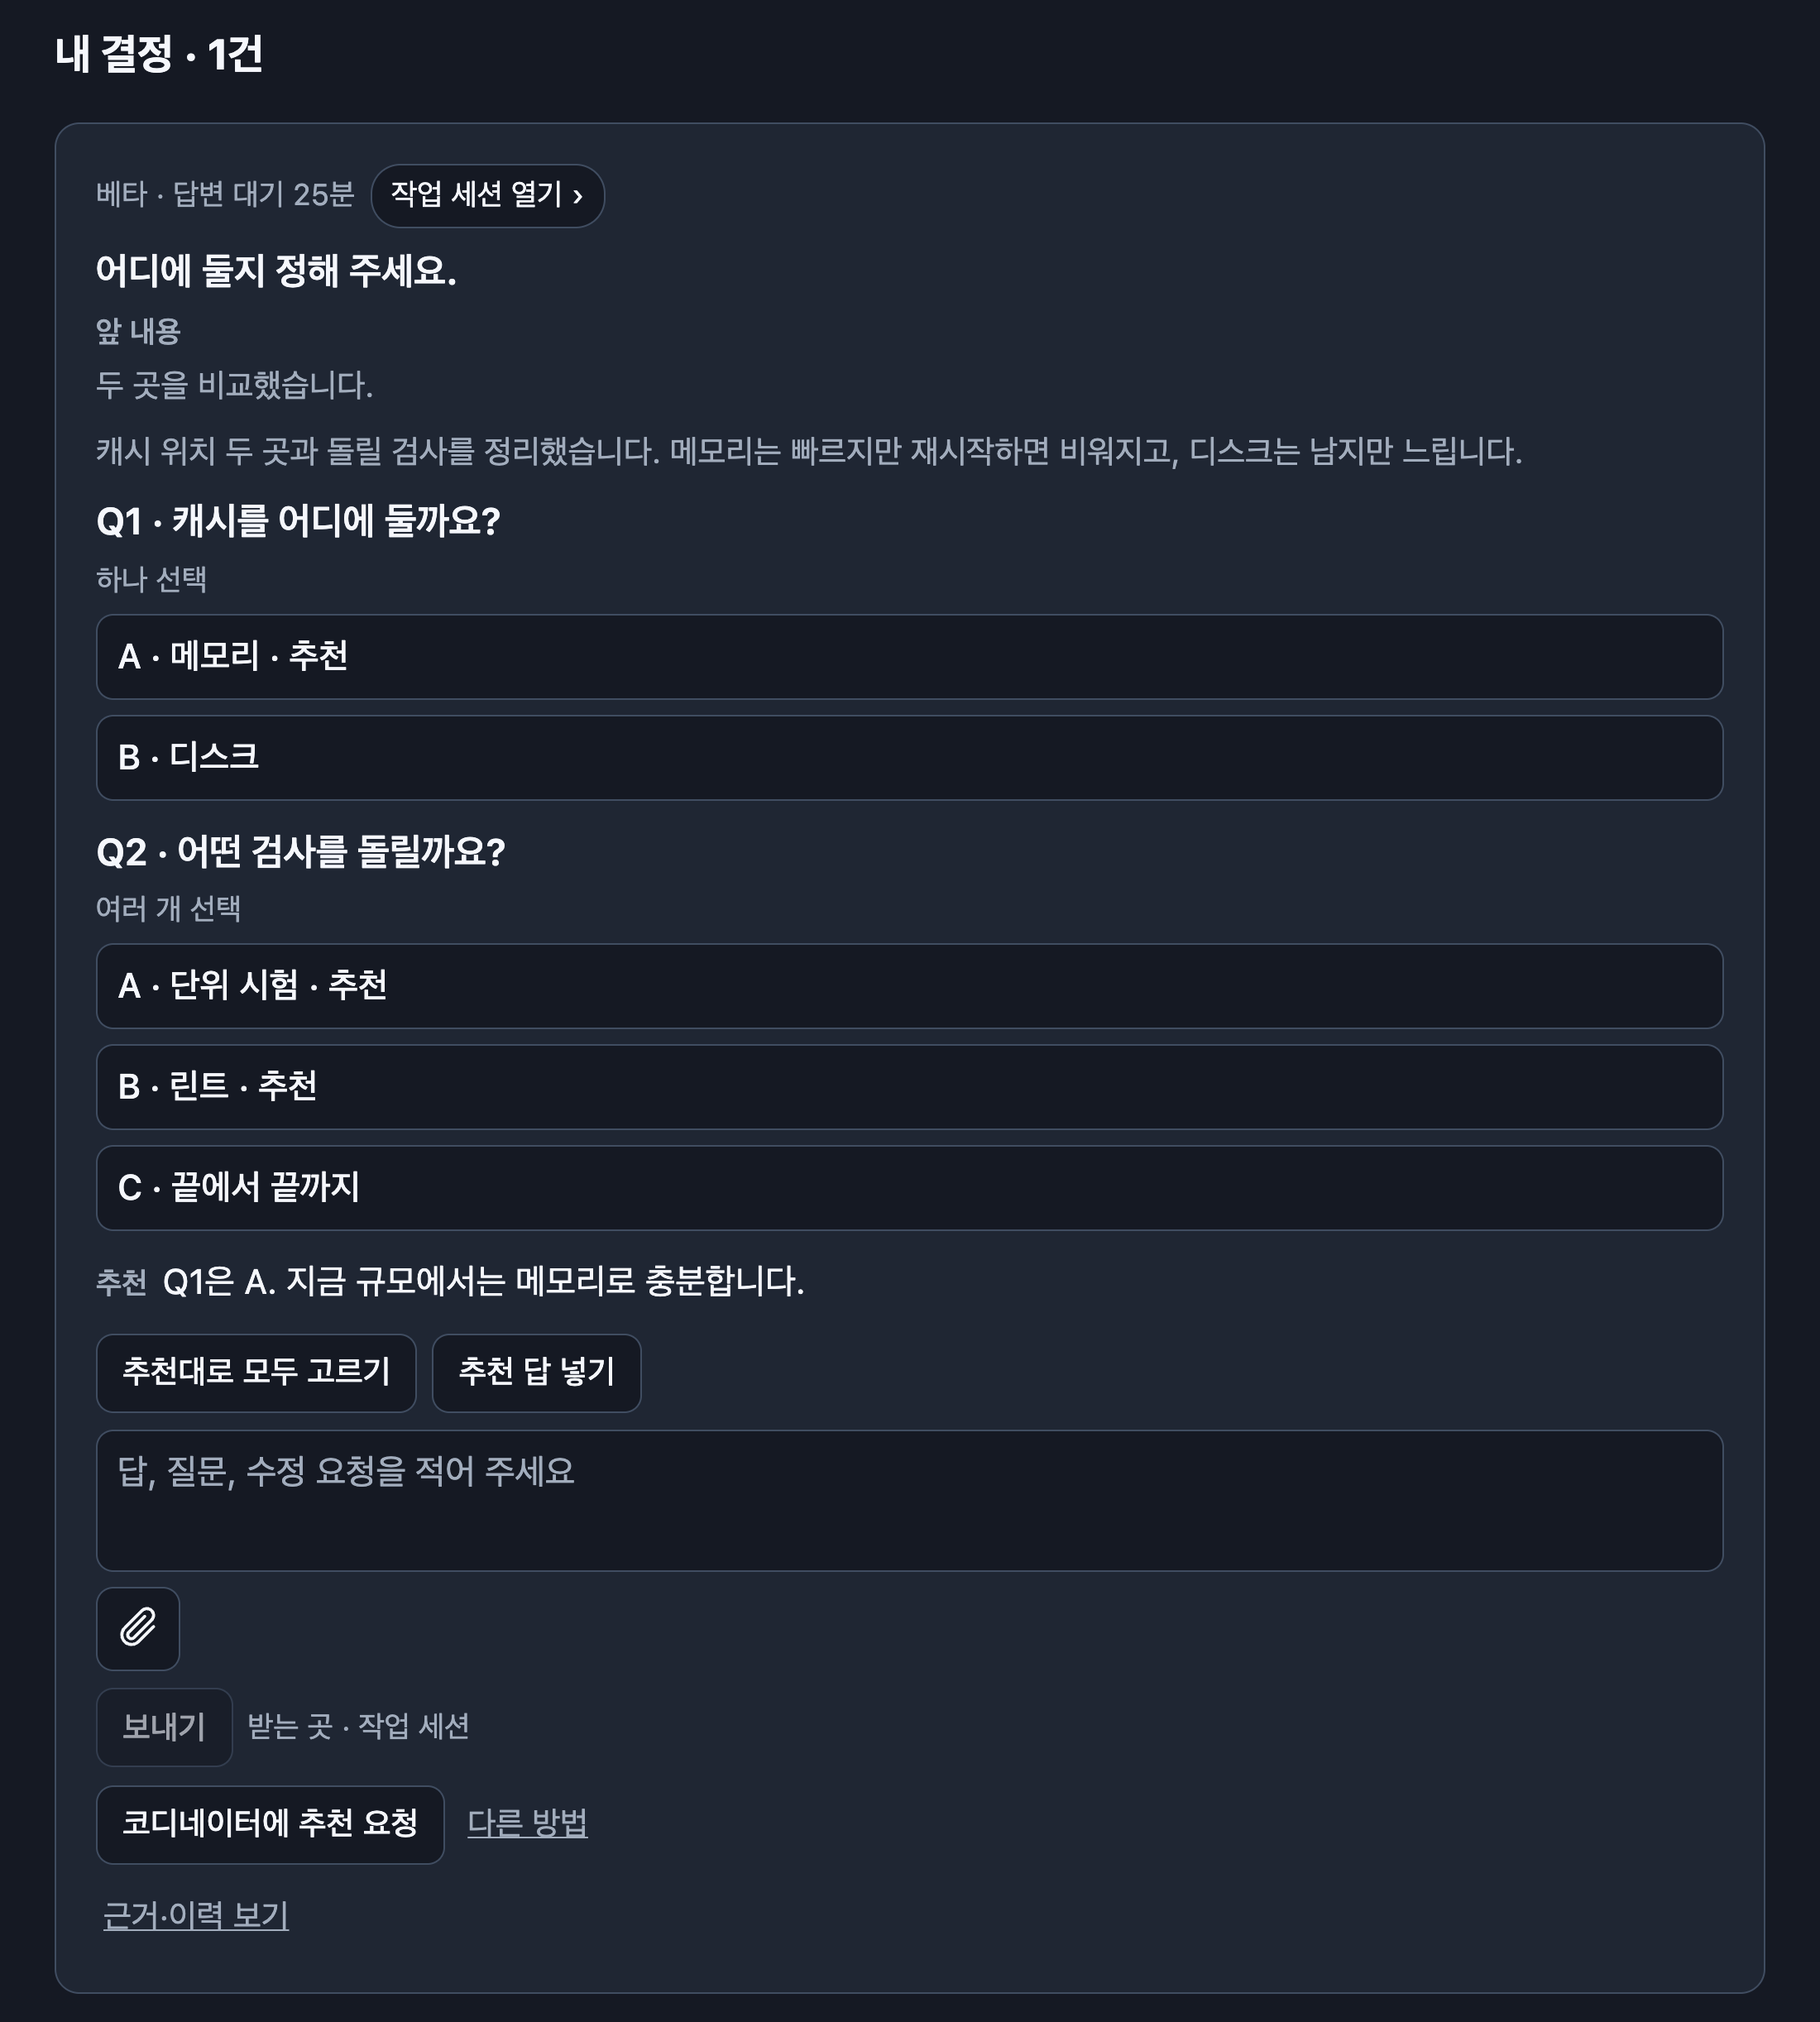 내 결정 · 1건
베타 · 답변 대기 25분 작업 세션 열기 ›
어디에 둘지 정해 주세요.
앞 내용
두 곳을 비교했습니다.
캐시 위치 두 곳과 돌릴 검사를 정리했습니다. 메모리는 빠르지만 재시작하면 비워지고, 디스크는 남지만 느립니다.
Q1 · 캐시를 어디에 둘까요?
하나 선택
A · 메모리 · 추천
B · 디스크
Q2 · 어떤 검사를 돌릴까요?
여러 개 선택
A · 단위 시험 · 추천
B · 린트 · 추천
C · 끝에서 끝까지
추천 Q1은 A. 지금 규모에서는 메모리로 충분합니다.
추천대로 모두 고르기 추천 답 넣기
답, 질문, 수정 요청을 적어 주세요
보내기 받는 곳 · 작업 세션
코디네이터에 추천 요청 다른 방법
근거·이력 보기